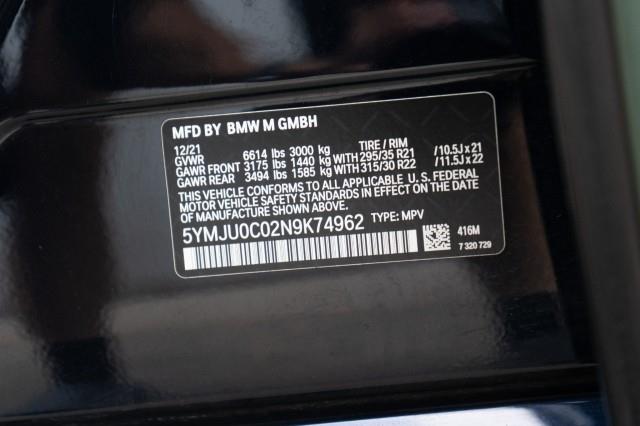 MFD BY BMW M GMBH
12/21 TIRE / RIM
GVWR 6614 lbs 3000 kg
GAWR FRONT 3175 lbs 1440 kg WITH 295/35 R21 /10.5J x 21
GAWR REAR 3494 lbs 1585 kg WITH 315/30 R22 /11.5J x 22
THIS VEHICLE CONFORMS TO ALL APPLICABLE U. S. FEDERAL
MOTOR VEHICLE SAFETY STANDARDS IN EFFECT ON THE DATE OF
MANUFACTURE SHOWN ABOVE.
5YMJU0C02N9K74962 TYPE: MPV
416M
7 320 729